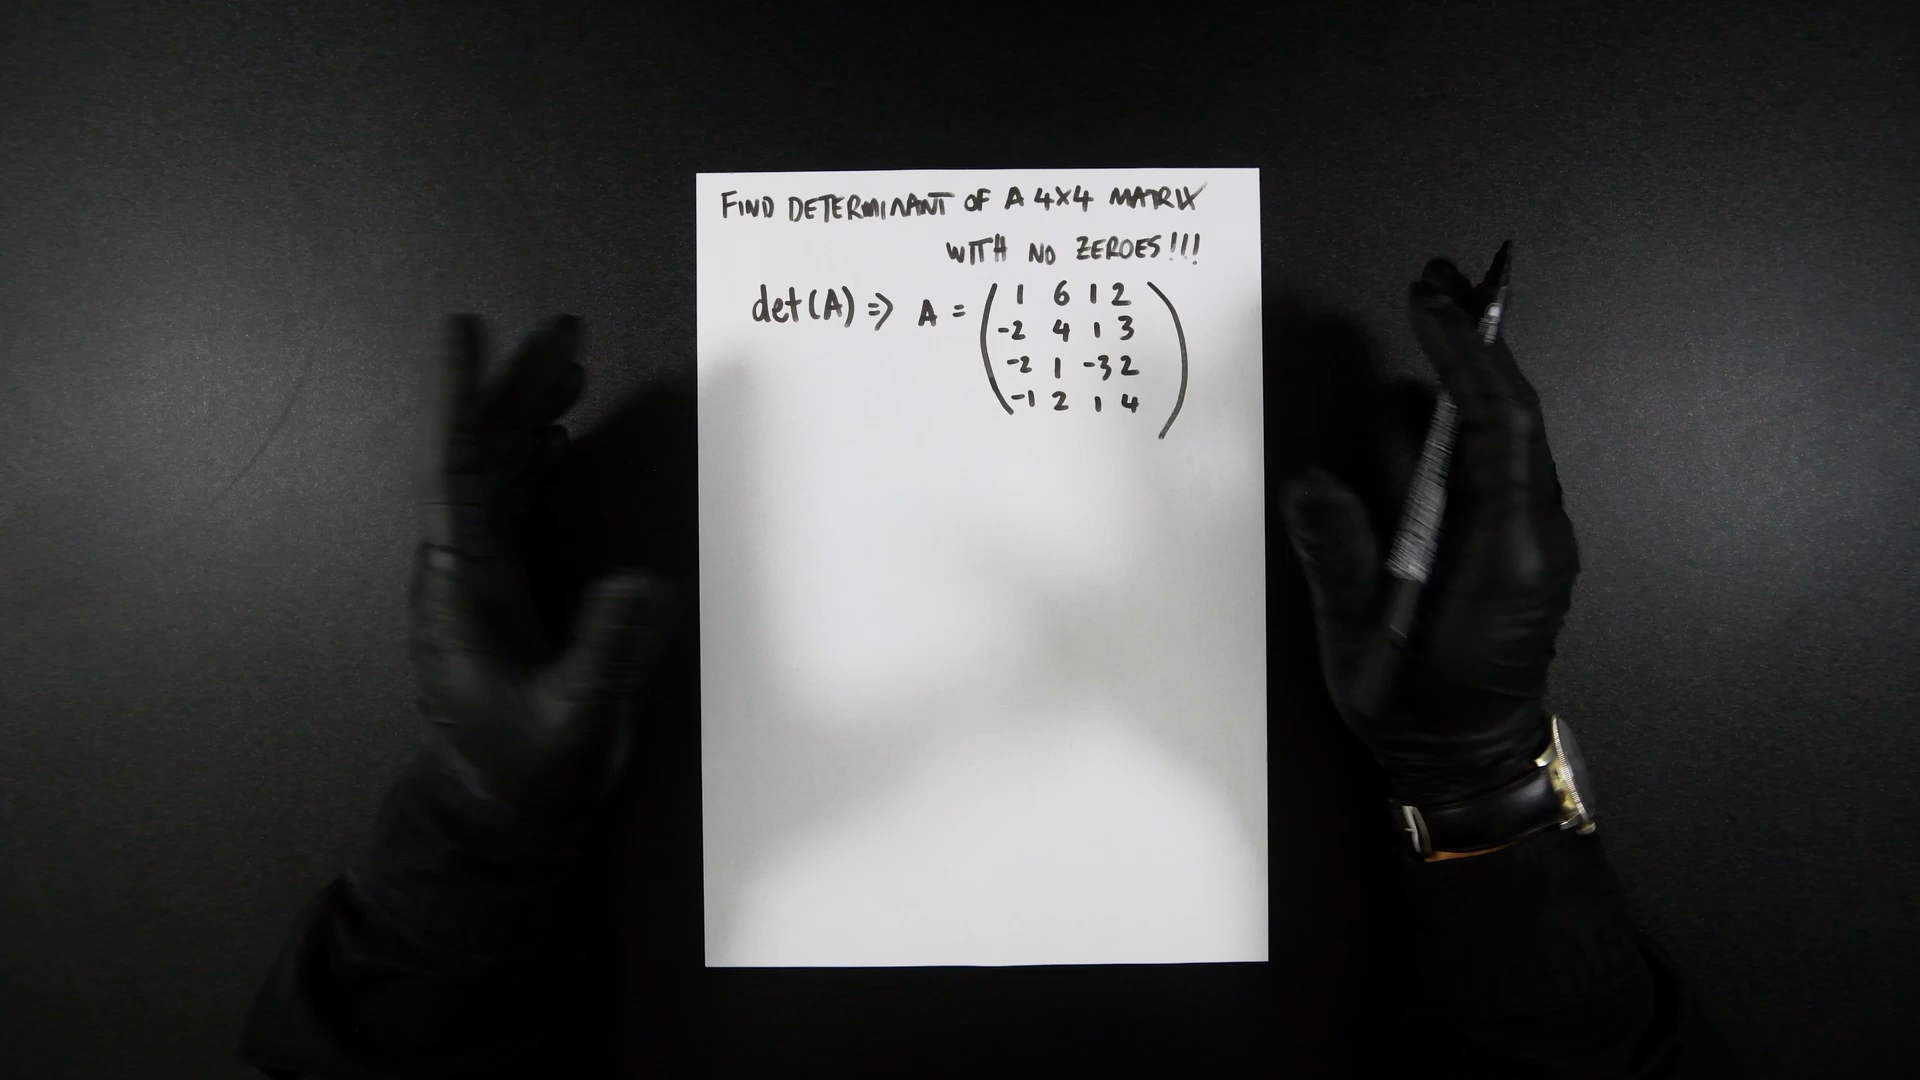 FIND DETERMINANT OF A 4X4 MATRIX
WITH NO ZEROES!!!
det(A) => A = ( 1 6 1 2 )
-2 4 1 3
-2 1 -3 2
-1 2 1 4